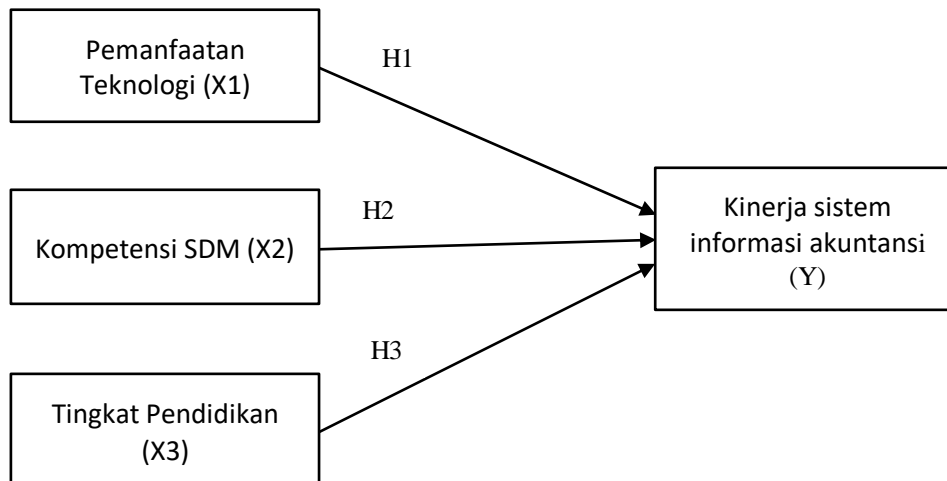 Pemanfaatan
Teknologi (X1)
H1
Kompetensi SDM (X2)
H2
Kinerja sistem
informasi akuntansi
(Y)
H3
Tingkat Pendidikan
(X3)